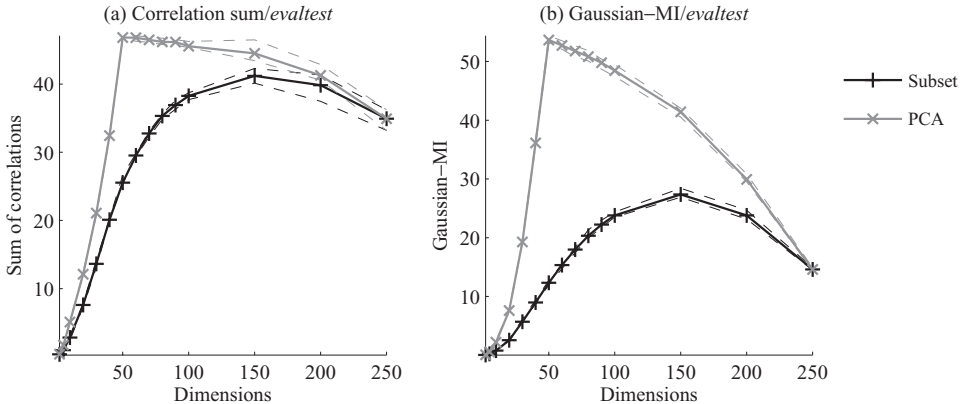 (a) Correlation sum/evaltest
Sum of correlations
40
30
20
10
50 100 150 200 250
Dimensions
(b) Gaussian−MI/evaltest
Gaussian−MI
50
40
30
20
10
50 100 150 200 250
Dimensions
Subset
PCA